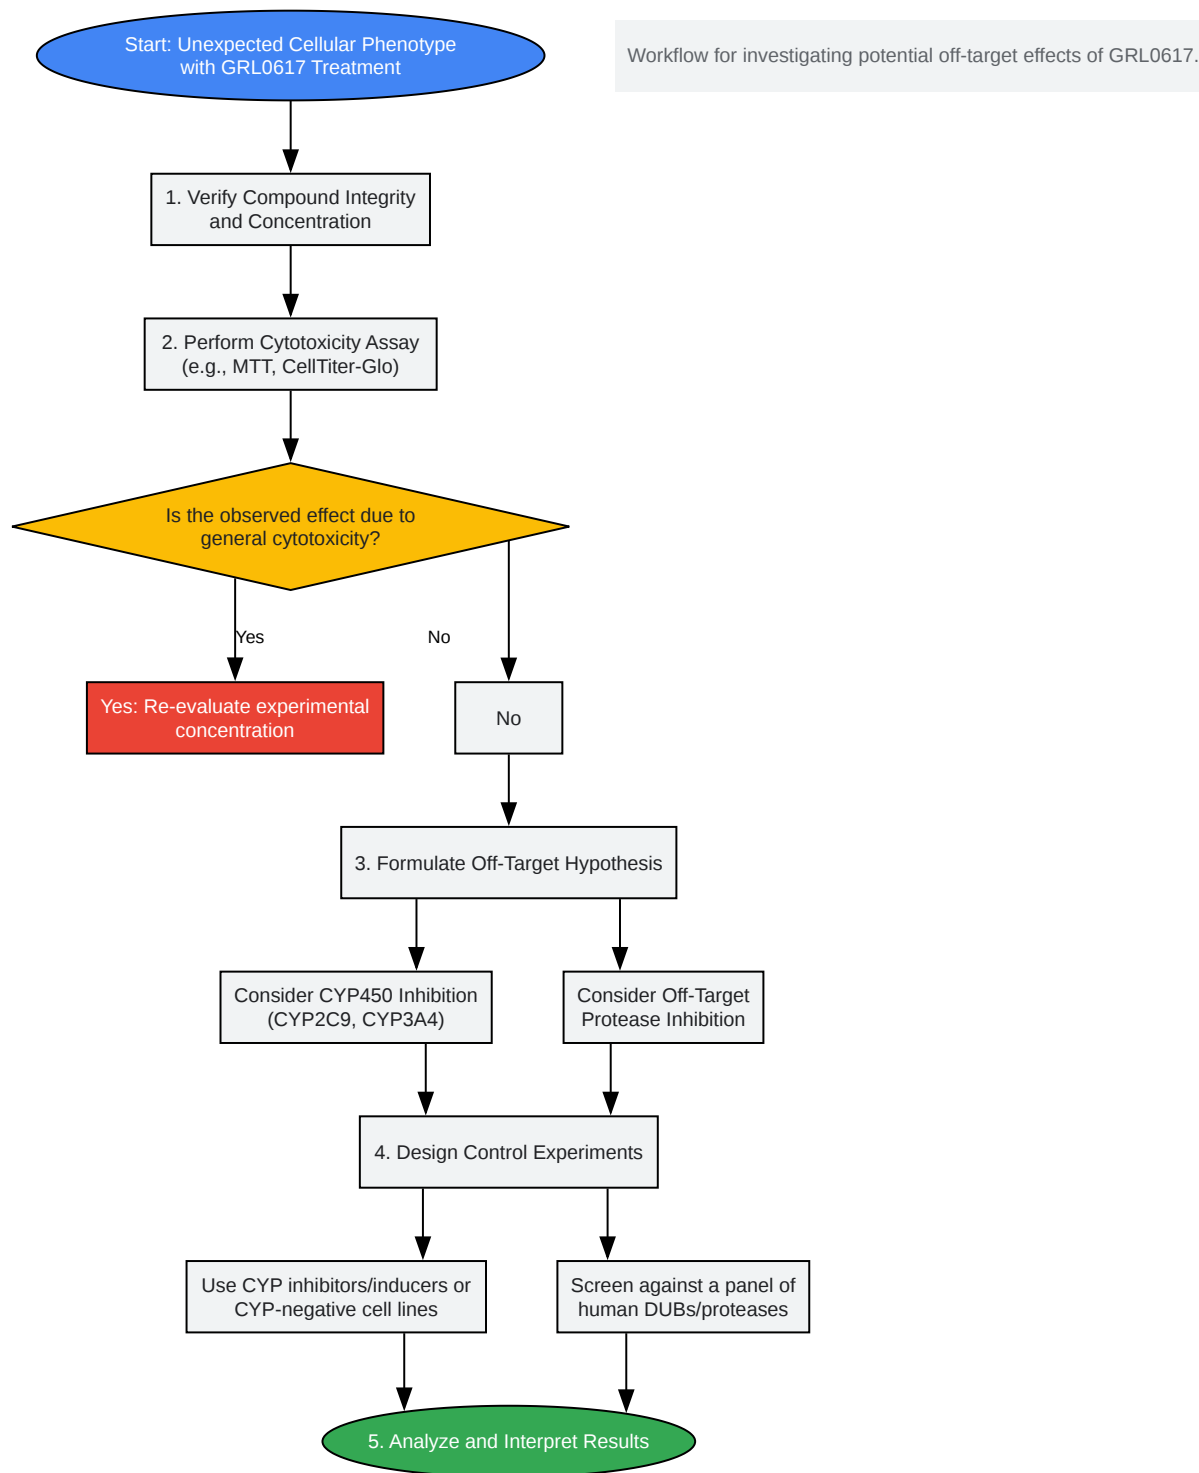 Start: Unexpected Cellular Phenotype
with GRL0617 Treatment
Workflow for investigating potential off-target effects of GRL0617.
1. Verify Compound Integrity
and Concentration
2. Perform Cytotoxicity Assay
(e.g., MTT, CellTiter-Glo)
Is the observed effect due to
general cytotoxicity?
Yes
No
Yes: Re-evaluate experimental
concentration
No
3. Formulate Off-Target Hypothesis
Consider CYP450 Inhibition
(CYP2C9, CYP3A4)
Consider Off-Target
Protease Inhibition
4. Design Control Experiments
Use CYP inhibitors/inducers or
CYP-negative cell lines
Screen against a panel of
human DUBs/proteases
5. Analyze and Interpret Results